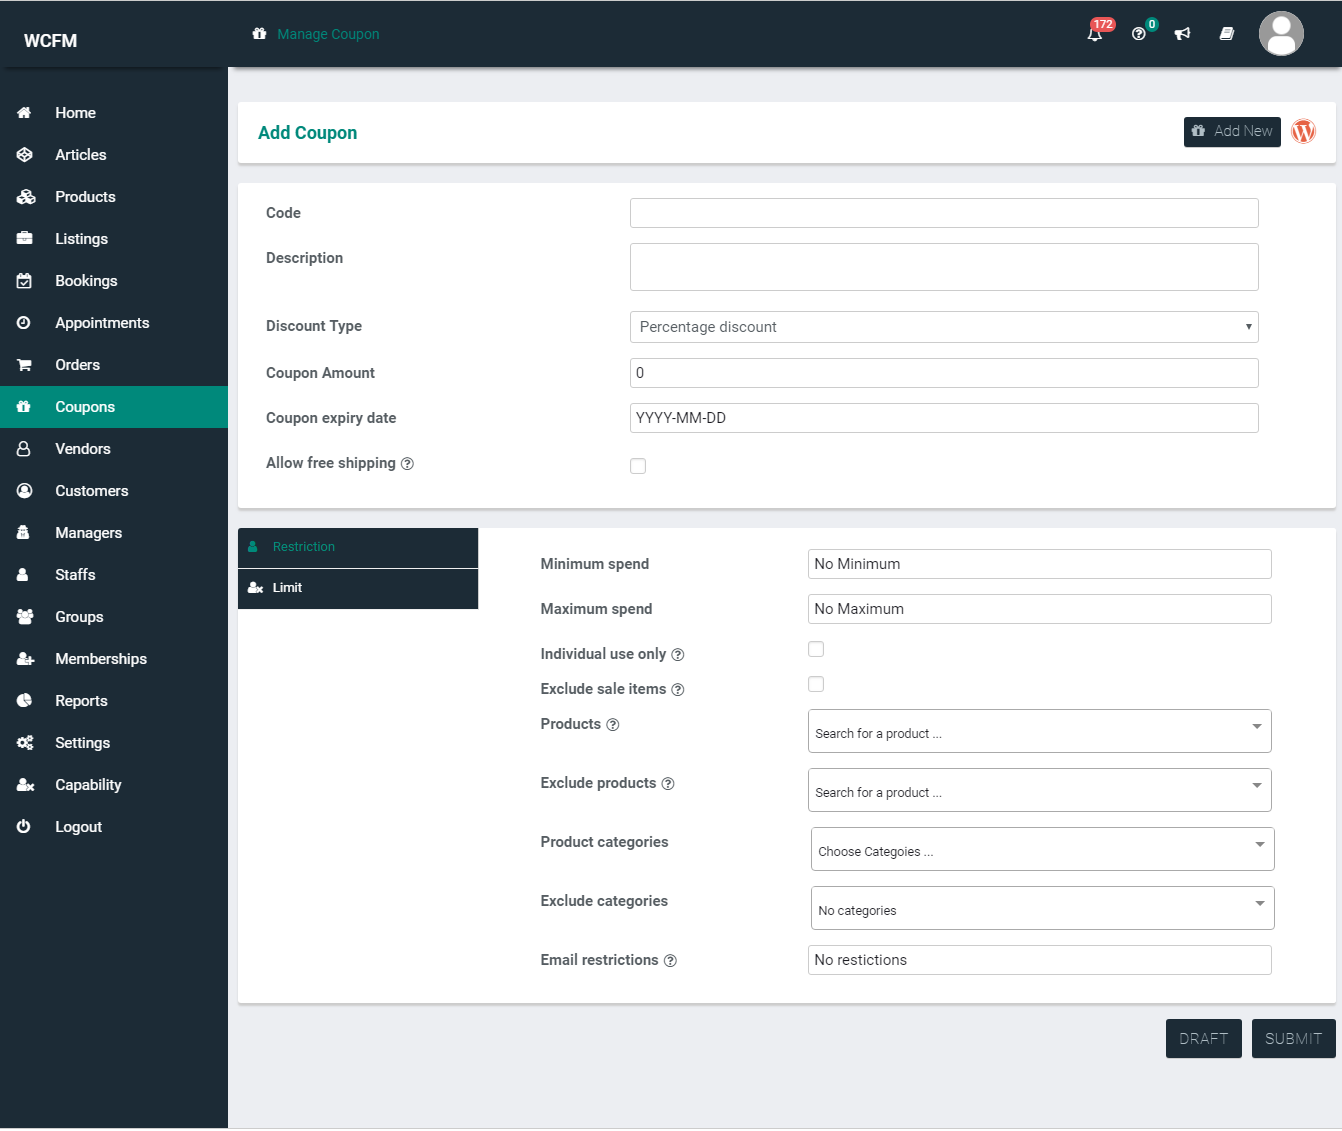 WCFM
Manage Coupon
172
0
Home
Articles
Products
Listings
Bookings
Appointments
Orders
Coupons
Vendors
Customers
Managers
Staffs
Groups
Memberships
Reports
Settings
Capability
Logout
Add Coupon
Add New
Code
Description
Discount Type
Percentage discount
Coupon Amount
0
Coupon expiry date
YYYY-MM-DD
Allow free shipping
Restriction
Limit
Minimum spend
No Minimum
Maximum spend
No Maximum
Individual use only
Exclude sale items
Products
Search for a product ...
Exclude products
Search for a product ...
Product categories
Choose Categoies ...
Exclude categories
No categories
Email restrictions
No restictions
DRAFT
SUBMIT